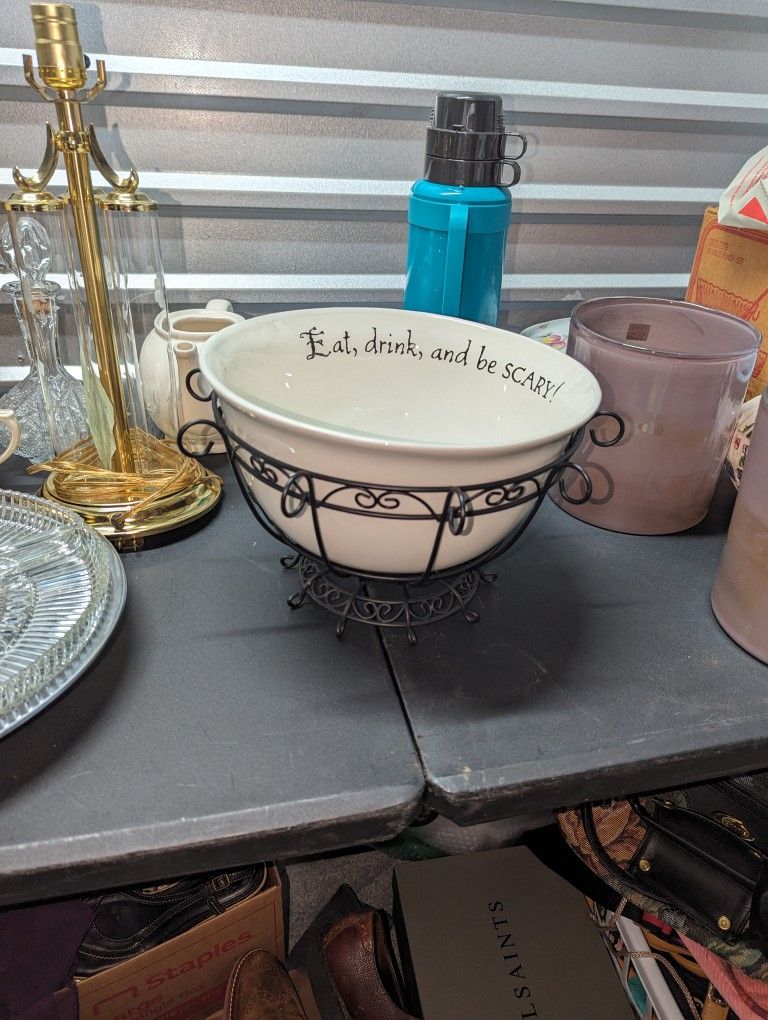 Eat, drink, and be SCARY!
Staples
LSAINTS